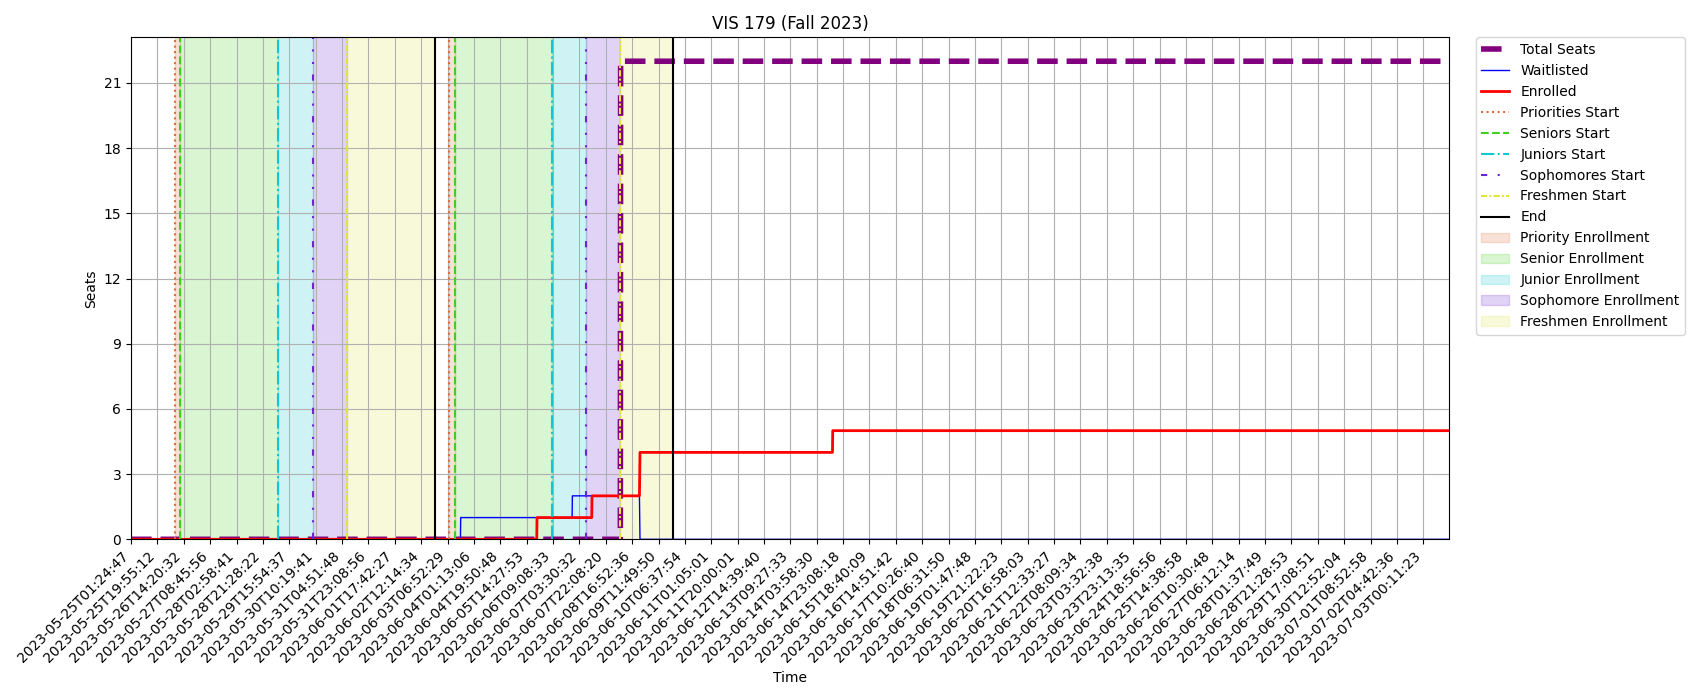 VIS 179 (Fall 2023)
Total Seats
Waitlisted
Enrolled
Priorities Start
Seniors Start
Juniors Start
Sophomores Start
Freshmen Start
End
Priority Enrollment
Senior Enrollment
Junior Enrollment
Sophomore Enrollment
Freshmen Enrollment
Seats
21
18
15
12
9
6
3
0
2023-05-25T01:24:47
2023-05-25T19:55:12
2023-05-26T14:20:32
2023-05-27T08:45:56
2023-05-28T02:58:41
2023-05-28T21:28:22
2023-05-29T15:54:37
2023-05-30T10:19:41
2023-05-31T04:51:48
2023-05-31T23:08:56
2023-06-01T17:42:27
2023-06-02T12:14:34
2023-06-03T06:52:29
2023-06-04T01:13:06
2023-06-04T19:50:48
2023-06-05T14:27:53
2023-06-06T09:08:33
2023-06-07T03:30:32
2023-06-07T22:08:20
2023-06-08T16:52:36
2023-06-09T11:49:50
2023-06-10T06:37:54
2023-06-11T01:05:01
2023-06-11T20:00:01
2023-06-12T14:39:40
2023-06-13T09:27:33
2023-06-14T03:58:30
2023-06-14T23:08:18
2023-06-15T18:40:09
2023-06-16T14:51:42
2023-06-17T10:26:40
2023-06-18T06:31:50
2023-06-19T01:47:48
2023-06-19T21:22:23
2023-06-20T16:58:03
2023-06-21T12:33:27
2023-06-22T08:09:34
2023-06-23T03:32:38
2023-06-23T23:13:35
2023-06-24T18:56:56
2023-06-25T14:38:58
2023-06-26T10:30:48
2023-06-27T06:12:14
2023-06-28T01:37:49
2023-06-28T21:28:53
2023-06-29T17:08:51
2023-06-30T12:52:04
2023-07-01T08:52:58
2023-07-02T04:42:36
2023-07-03T00:11:23
Time